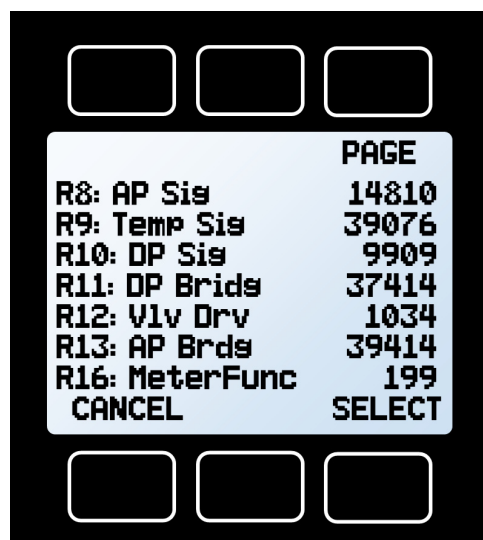 PAGE
R8: AP Sig 14810
R9: Temp Sig 39076
R10: DP Sig 9909
R11: DP Bridg 37414
R12: Vlv Drv 1034
R13: AP Brdg 39414
R16: MeterFunc 199
CANCEL SELECT